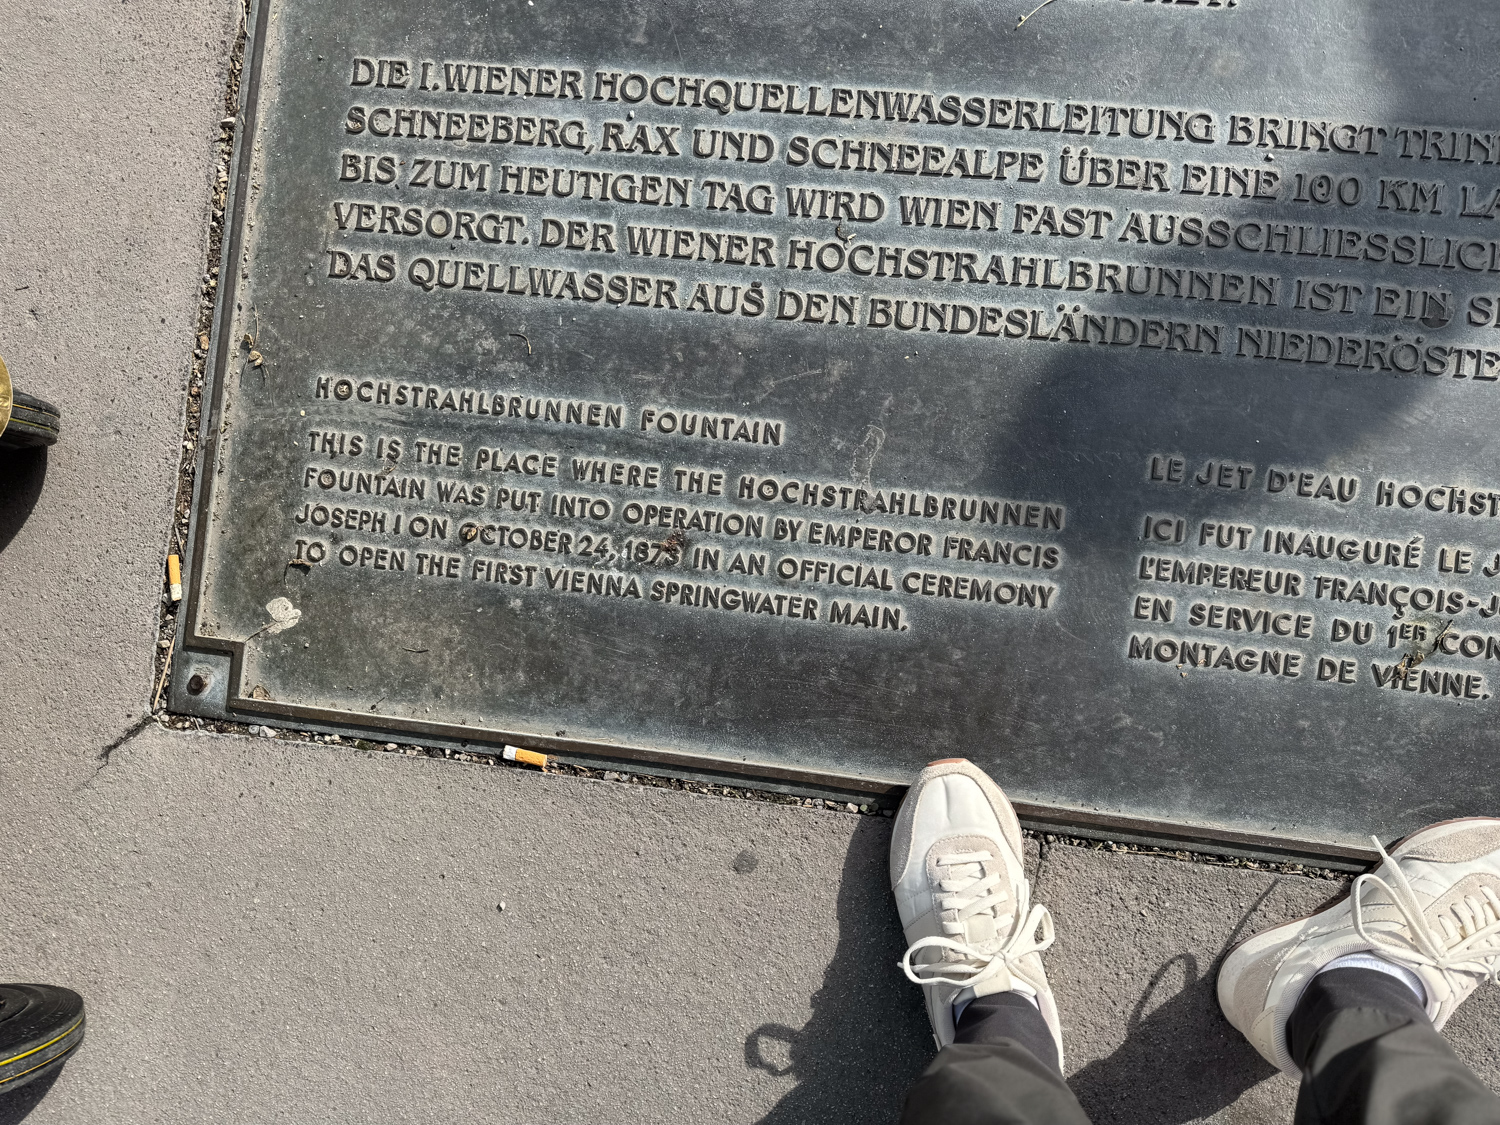 DIE I. WIENER HOCHQUELLENWASSERLEITUNG BRINGT
SCHNEEBERG, RAX UND SCHNEEALPE ÜBER EINE 100 KM
BIS ZUM HEUTIGEN TAG WIRD WIEN FAST
VERSORGT. DER WIENER HOCHSTRAHLBRUNNEN IST EIN
DAS QUELLWASSER AUS DEN BUNDESLÄNDERN
HOCHSTRAHLBRUNNEN FOUNTAIN
THIS IS THE PLACE WHERE THE HOCHSTRAHLBRUNNEN
FOUNTAIN WAS PUT INTO OPERATION BY EMPEROR FRANCIS
JOSEPH I ON OCTOBER 24, 1873 IN AN OFFICIAL CEREMONY
TO OPEN THE FIRST VIENNA SPRINGWATER MAIN.
LE JET D'EAU
ICI FUT INAUGURÉ LE
L'EMPEREUR
EN SERVICE DU 1ER
MONTAGNE DE VIENNE.